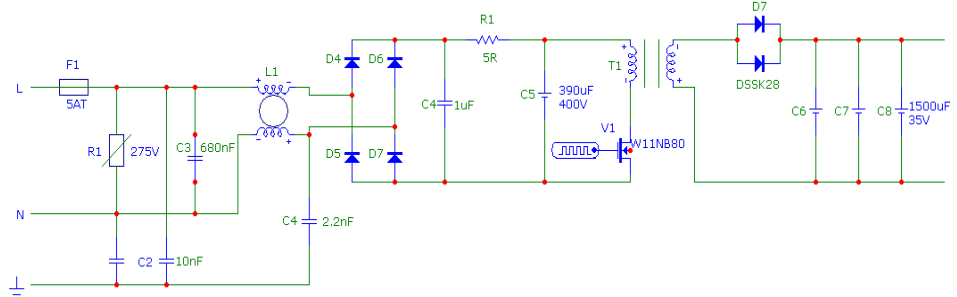 D7
R1
F1
L1
D4
D6
5R
L
T1
DSSK28
5AT
C5
390uF
400V
C4
1uF
C6
C7
C8
1500uF
35V
V1
W11NB80
R1
275V
C3
680nF
D5
D7
N
C4
2.2nF
C2
10nF